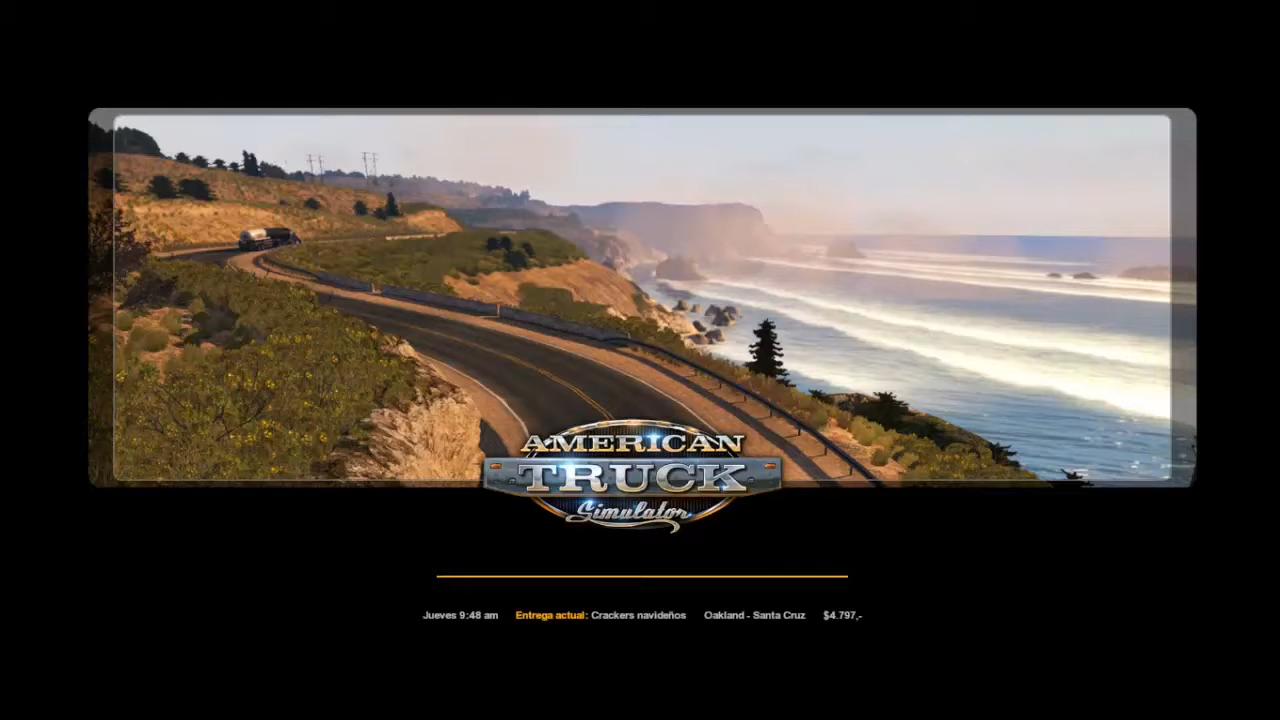 AMERICAN
TRUCK
Simulator
Jueves 9:48 am Entrega actual: Crackers navideños Oakland - Santa Cruz $4.797,-